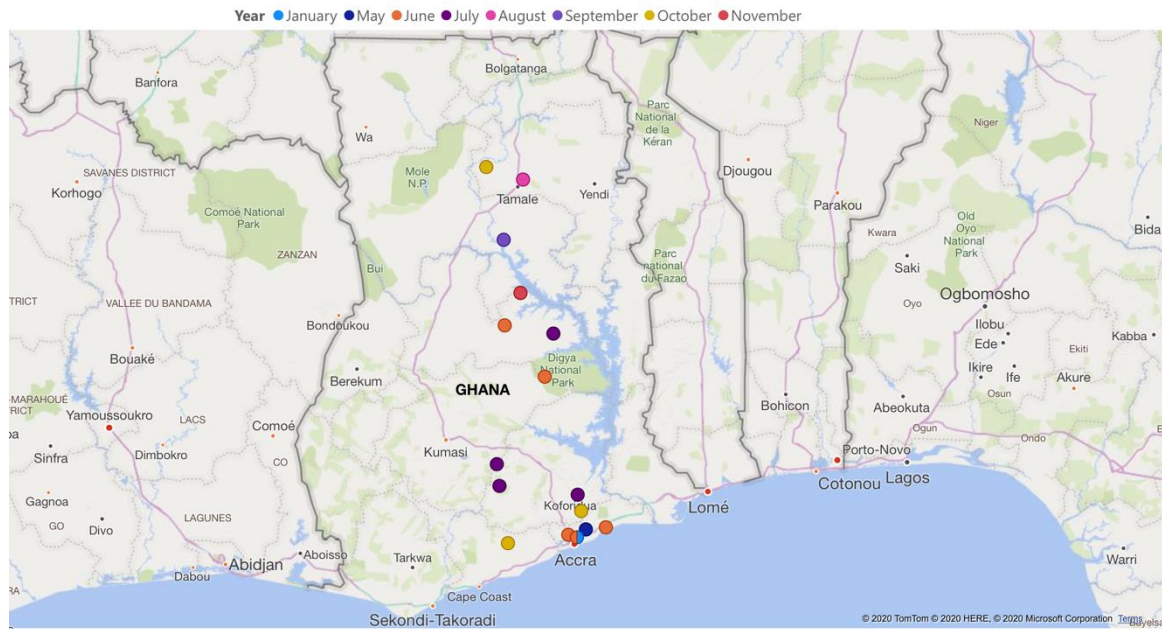 Year January May June July August September October November
Banfora
Bolgatanga
Parc
National
de la
Kéran
Niger
Wa
SAVANES DISTRICT
Korhogo
Mole
N.P.
Tamale
Yendi
Djougou
Parakou
Comoé National
Park
ZANZAN
Bui
Parc
national
du Fazao
Kwara
Old
Oyo
National
Park
Bida
Saki
Oyo
TRICT
VALLEE DU BANDAMA
Bondoukou
Ogbomosho
Ilobu
Ede
Kabba
Bouaké
Berekum
GHANA
Digya
National
Park
Ikire
Ife
Ekiti
Akure
Osun
-MARAHOUÉ
RICT
Yamoussoukro
LACS
Comoé
Bohicon
Abeokuta
Ogun
Ondo
E
ba
Sinfra
Dimbokro
CO
Kumasi
Porto-Novo
Cotonou
Lagos
Gagnoa
GO
Divo
LAGUNES
Lomé
Aboisso
Tarkwa
Accra
Warri
RA
Dabou
Abidjan
Cape Coast
Sekondi-Takoradi
© 2020 TomTom © 2020 HERE, © 2020 Microsoft Corporation Terms